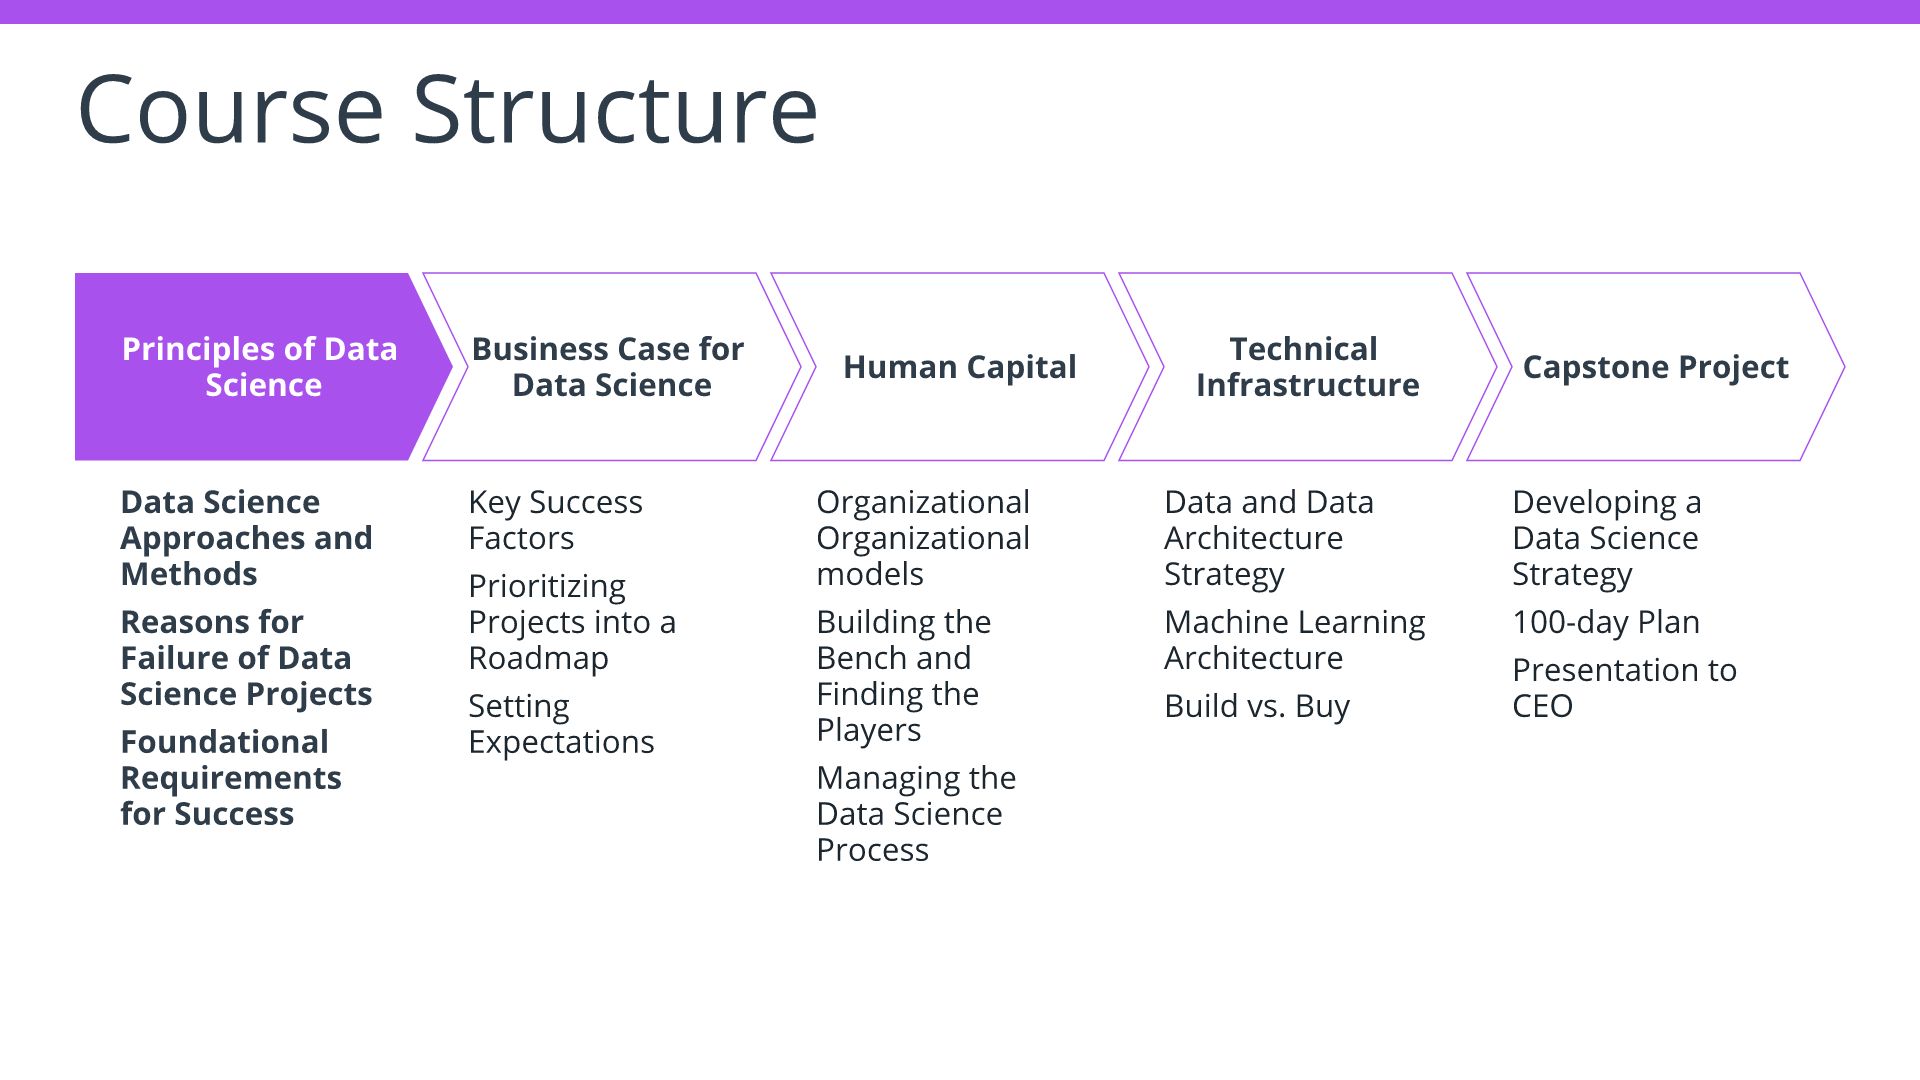 Course Structure
Principles of Data
Science
Business Case for
Data Science
Human Capital
Technical
Infrastructure
Capstone Project
Data Science
Approaches and
Methods
Reasons for
Failure of Data
Science Projects
Foundational
Requirements
for Success
Key Success
Factors
Prioritizing
Projects into a
Roadmap
Setting
Expectations
Organizational
Organizational
models
Building the
Bench and
Finding the
Players
Managing the
Data Science
Process
Data and Data
Architecture
Strategy
Machine Learning
Architecture
Build vs. Buy
Developing a
Data Science
Strategy
100-day Plan
Presentation to
CEO